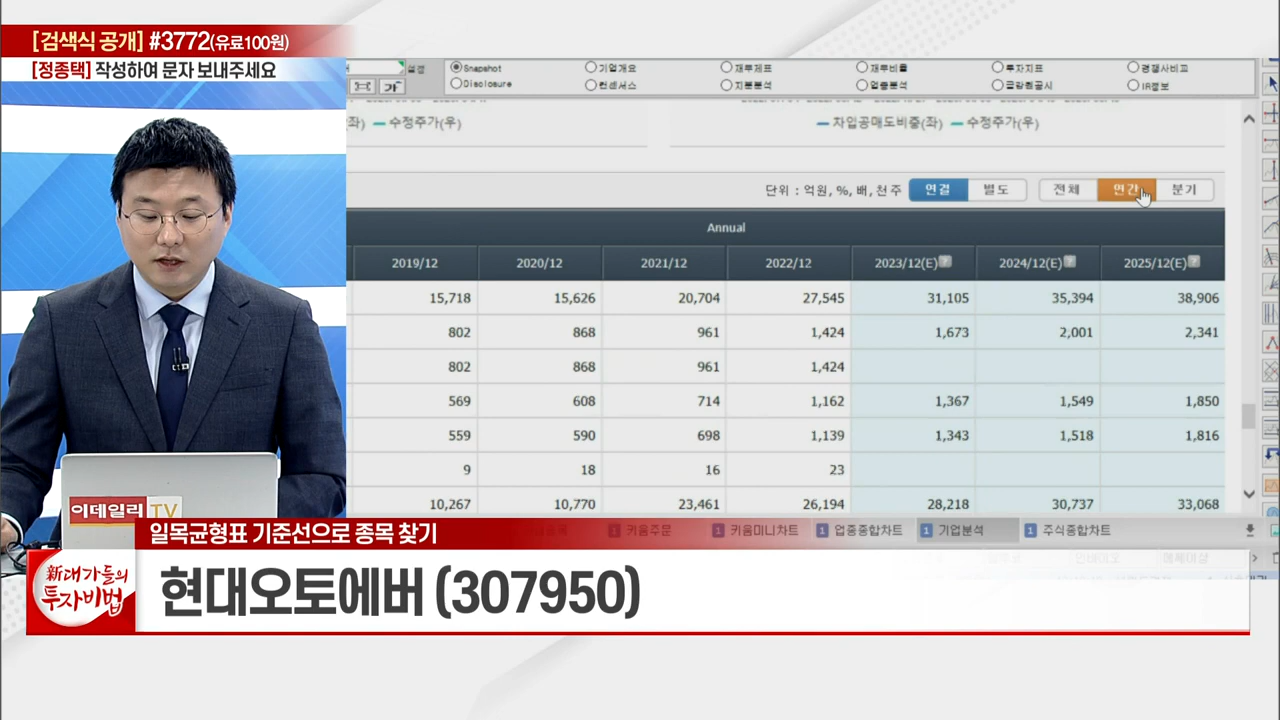 [검색식 공개] #3772(유료100원)
[정종택] 작성하여 문자 보내주세요
설정
Snapshot 기업개요 재무제표 재무비율 투자지표 경쟁사비교
Disclosure 컨센서스 지분분석 업종분석 금감원공시 IR정보
가
좌) 수정주가(우) 차입공매도비중(좌) 수정주가(우)
단위 : 억원, %, 배, 천주 연결 별도 전체 연간 분기
Annual
2019/12 2020/12 2021/12 2022/12 2023/12(E) 2024/12(E) 2025/12(E)
15,718 15,626 20,704 27,545 31,105 35,394 38,906
802 868 961 1,424 1,673 2,001 2,341
802 868 961 1,424
569 608 714 1,162 1,367 1,549 1,850
559 590 698 1,139 1,343 1,518 1,816
9 18 16 23
10,267 10,770 23,461 26,194 28,218 30,737 33,068
1 키움주문 1 키움미니차트 1 업종종합차트 1 기업분석 1 주식종합차트
이데일리 TV
일목균형표 기준선으로 종목 찾기
新대가들의
투자비법
현대오토에버 (307950)